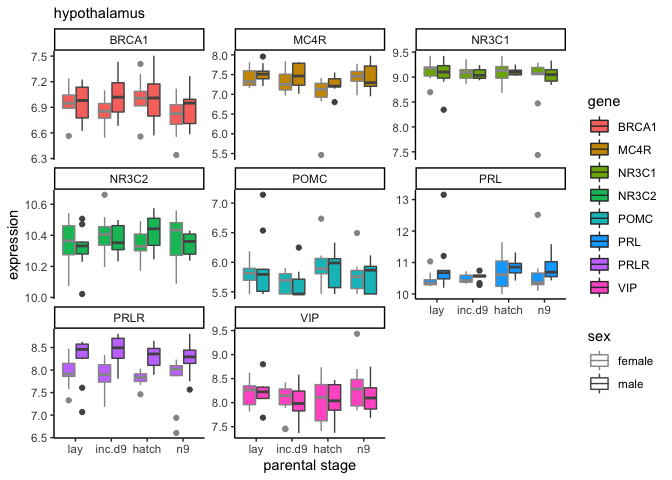 hypothalamus
BRCA1 MC4R NR3C1
7.5
7.2
6.9
6.6
6.3
8.0
7.5
7.0
6.5
6.0
5.5
9.5
9.0
8.5
8.0
7.5
NR3C2 POMC PRL
10.6
10.4
10.2
10.0
7.0
6.5
6.0
5.5
13
12
11
10
lay inc.d9 hatch n9
PRLR VIP
8.5
8.0
7.5
7.0
6.5
9.5
9.0
8.5
8.0
7.5
lay inc.d9 hatch n9
lay inc.d9 hatch n9
expression
parental stage
gene
BRCA1
MC4R
NR3C1
NR3C2
POMC
PRL
PRLR
VIP
sex
female
male